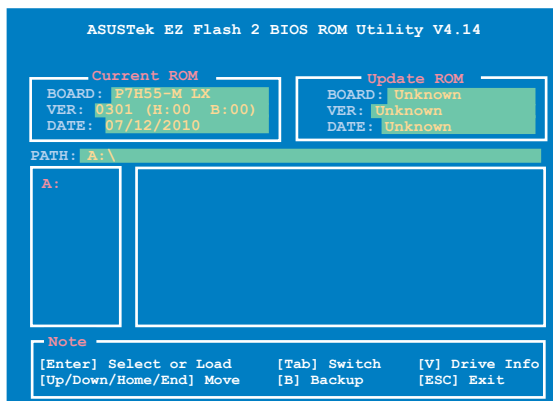 ASUSTek EZ Flash 2 BIOS ROM Utility V4.14
Current ROM
BOARD: P7H55-M LX
VER: 0301 (H:00 B:00)
DATE: 07/12/2010
Update ROM
BOARD: Unknown
VER: Unknown
DATE: Unknown
PATH: A:\
A:
Note
[Enter] Select or Load [Tab] Switch [V] Drive Info
[Up/Down/Home/End] Move [B] Backup [ESC] Exit